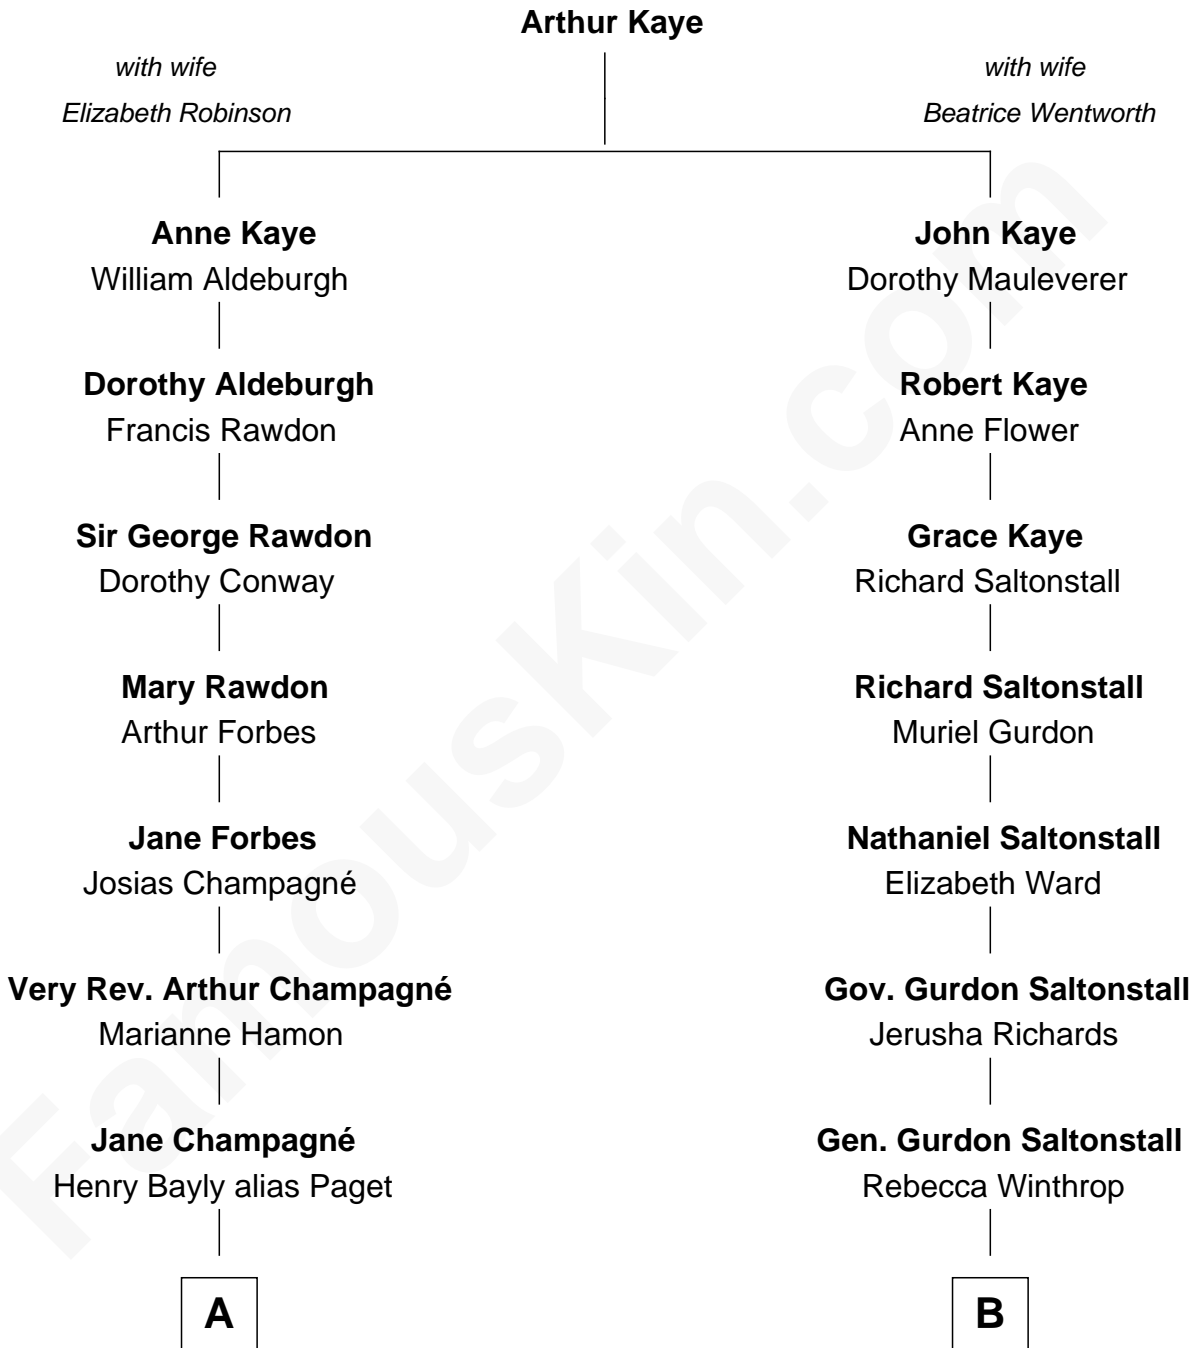 Arthur Kaye
with wife
Elizabeth Robinson
with wife
Beatrice Wentworth
Anne Kaye
William Aldeburgh
John Kaye
Dorothy Mauleverer
Dorothy Aldeburgh
Francis Rawdon
Robert Kaye
Anne Flower
Sir George Rawdon
Dorothy Conway
Grace Kaye
Richard Saltonstall
Mary Rawdon
Arthur Forbes
Richard Saltonstall
Muriel Gurdon
Jane Forbes
Josias Champagné
Nathaniel Saltonstall
Elizabeth Ward
Very Rev. Arthur Champagné
Marianne Hamon
Gov. Gurdon Saltonstall
Jerusha Richards
Jane Champagné
Henry Bayly alias Paget
Gen. Gurdon Saltonstall
Rebecca Winthrop
A
B
FamousKin.com